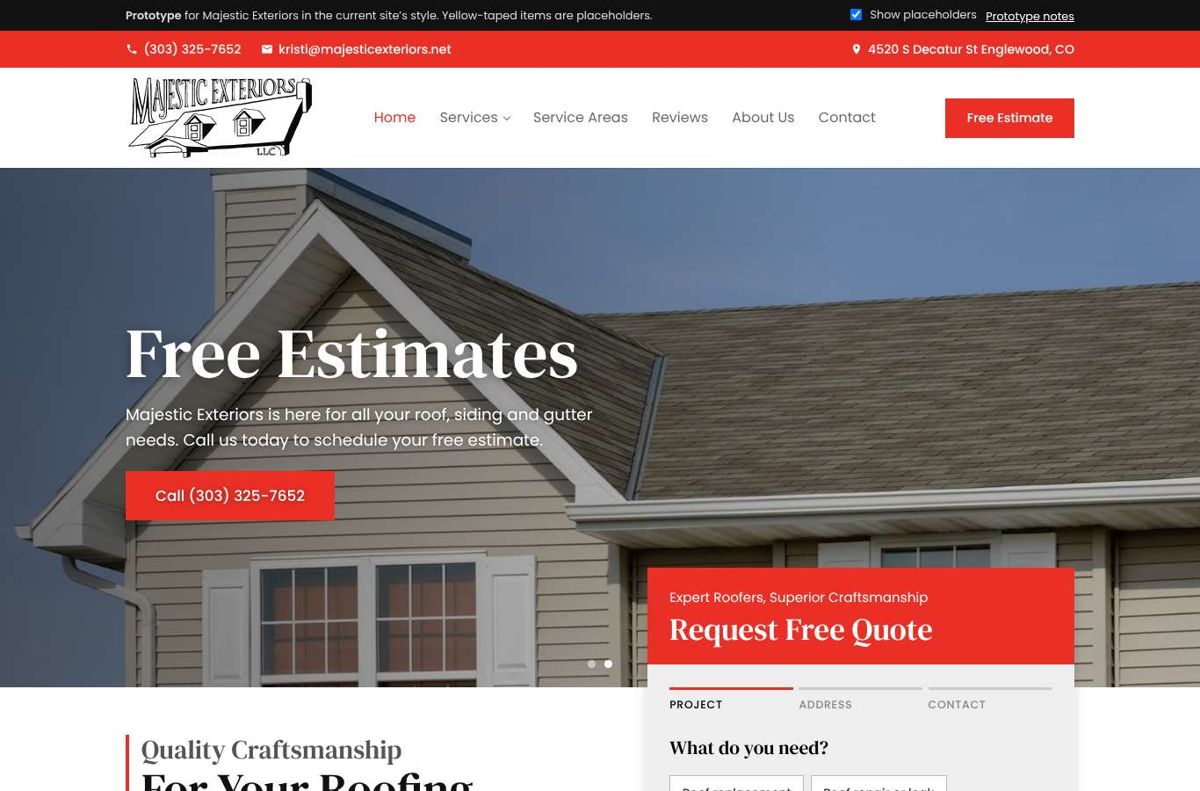 Prototype for Majestic Exteriors in the current site's style. Yellow-taped items are placeholders.
Show placeholders
Prototype notes
(303) 325-7652
kristi@majesticexteriors.net
4520 S Decatur St Englewood, CO
MAJESTIC EXTERIORS
LLC
Home
Services
Service Areas
Reviews
About Us
Contact
Free Estimate
Free Estimates
Majestic Exteriors is here for all your roof, siding and gutter
needs. Call us today to schedule your free estimate.
Call (303) 325-7652
Expert Roofers, Superior Craftsmanship
Request Free Quote
PROJECT
ADDRESS
CONTACT
What do you need?
Quality Craftsmanship
For Your Roofing